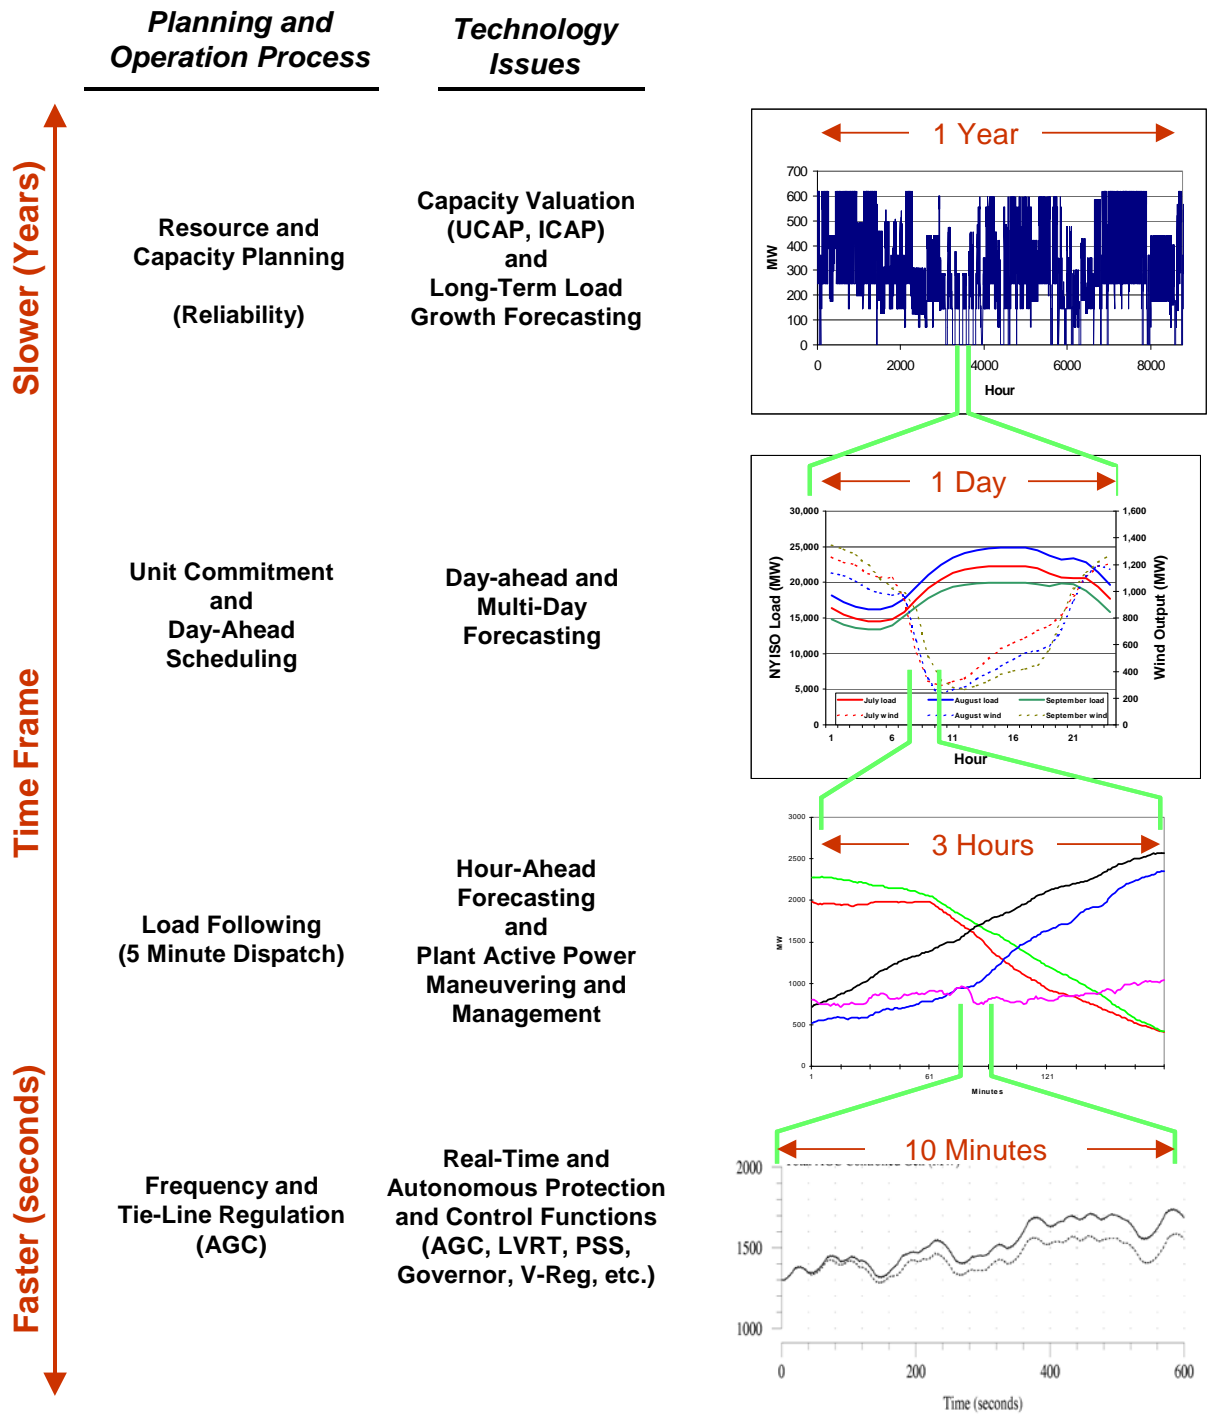 Planning and
Operation Process
Technology
Issues
Slower (Years)
Time Frame
Faster (seconds)
Resource and
Capacity Planning
(Reliability)
Capacity Valuation
(UCAP, ICAP)
and
Long-Term Load
Growth Forecasting
1 Year
700
600
500
400
300
200
100
0
MW
0 2000 4000 6000 8000
Hour
Unit Commitment
and
Day-Ahead
Scheduling
Day-ahead and
Multi-Day
Forecasting
1 Day
30,000
25,000
20,000
15,000
10,000
5,000
0
NYISO Load (MW)
1,600
1,400
1,200
1,000
800
600
400
200
0
Wind Output (MW)
July load August load September load
July wind August wind September wind
1 6 11 16 21
Hour
Load Following
(5 Minute Dispatch)
Hour-Ahead
Forecasting
and
Plant Active Power
Maneuvering and
Management
3 Hours
3000
2500
2000
1500
1000
500
0
MW
1 61 121
Minutes
Frequency and
Tie-Line Regulation
(AGC)
Real-Time and
Autonomous Protection
and Control Functions
(AGC, LVRT, PSS,
Governor, V-Reg, etc.)
10 Minutes
2000
1500
1000
0 200 400 600
Time (seconds)